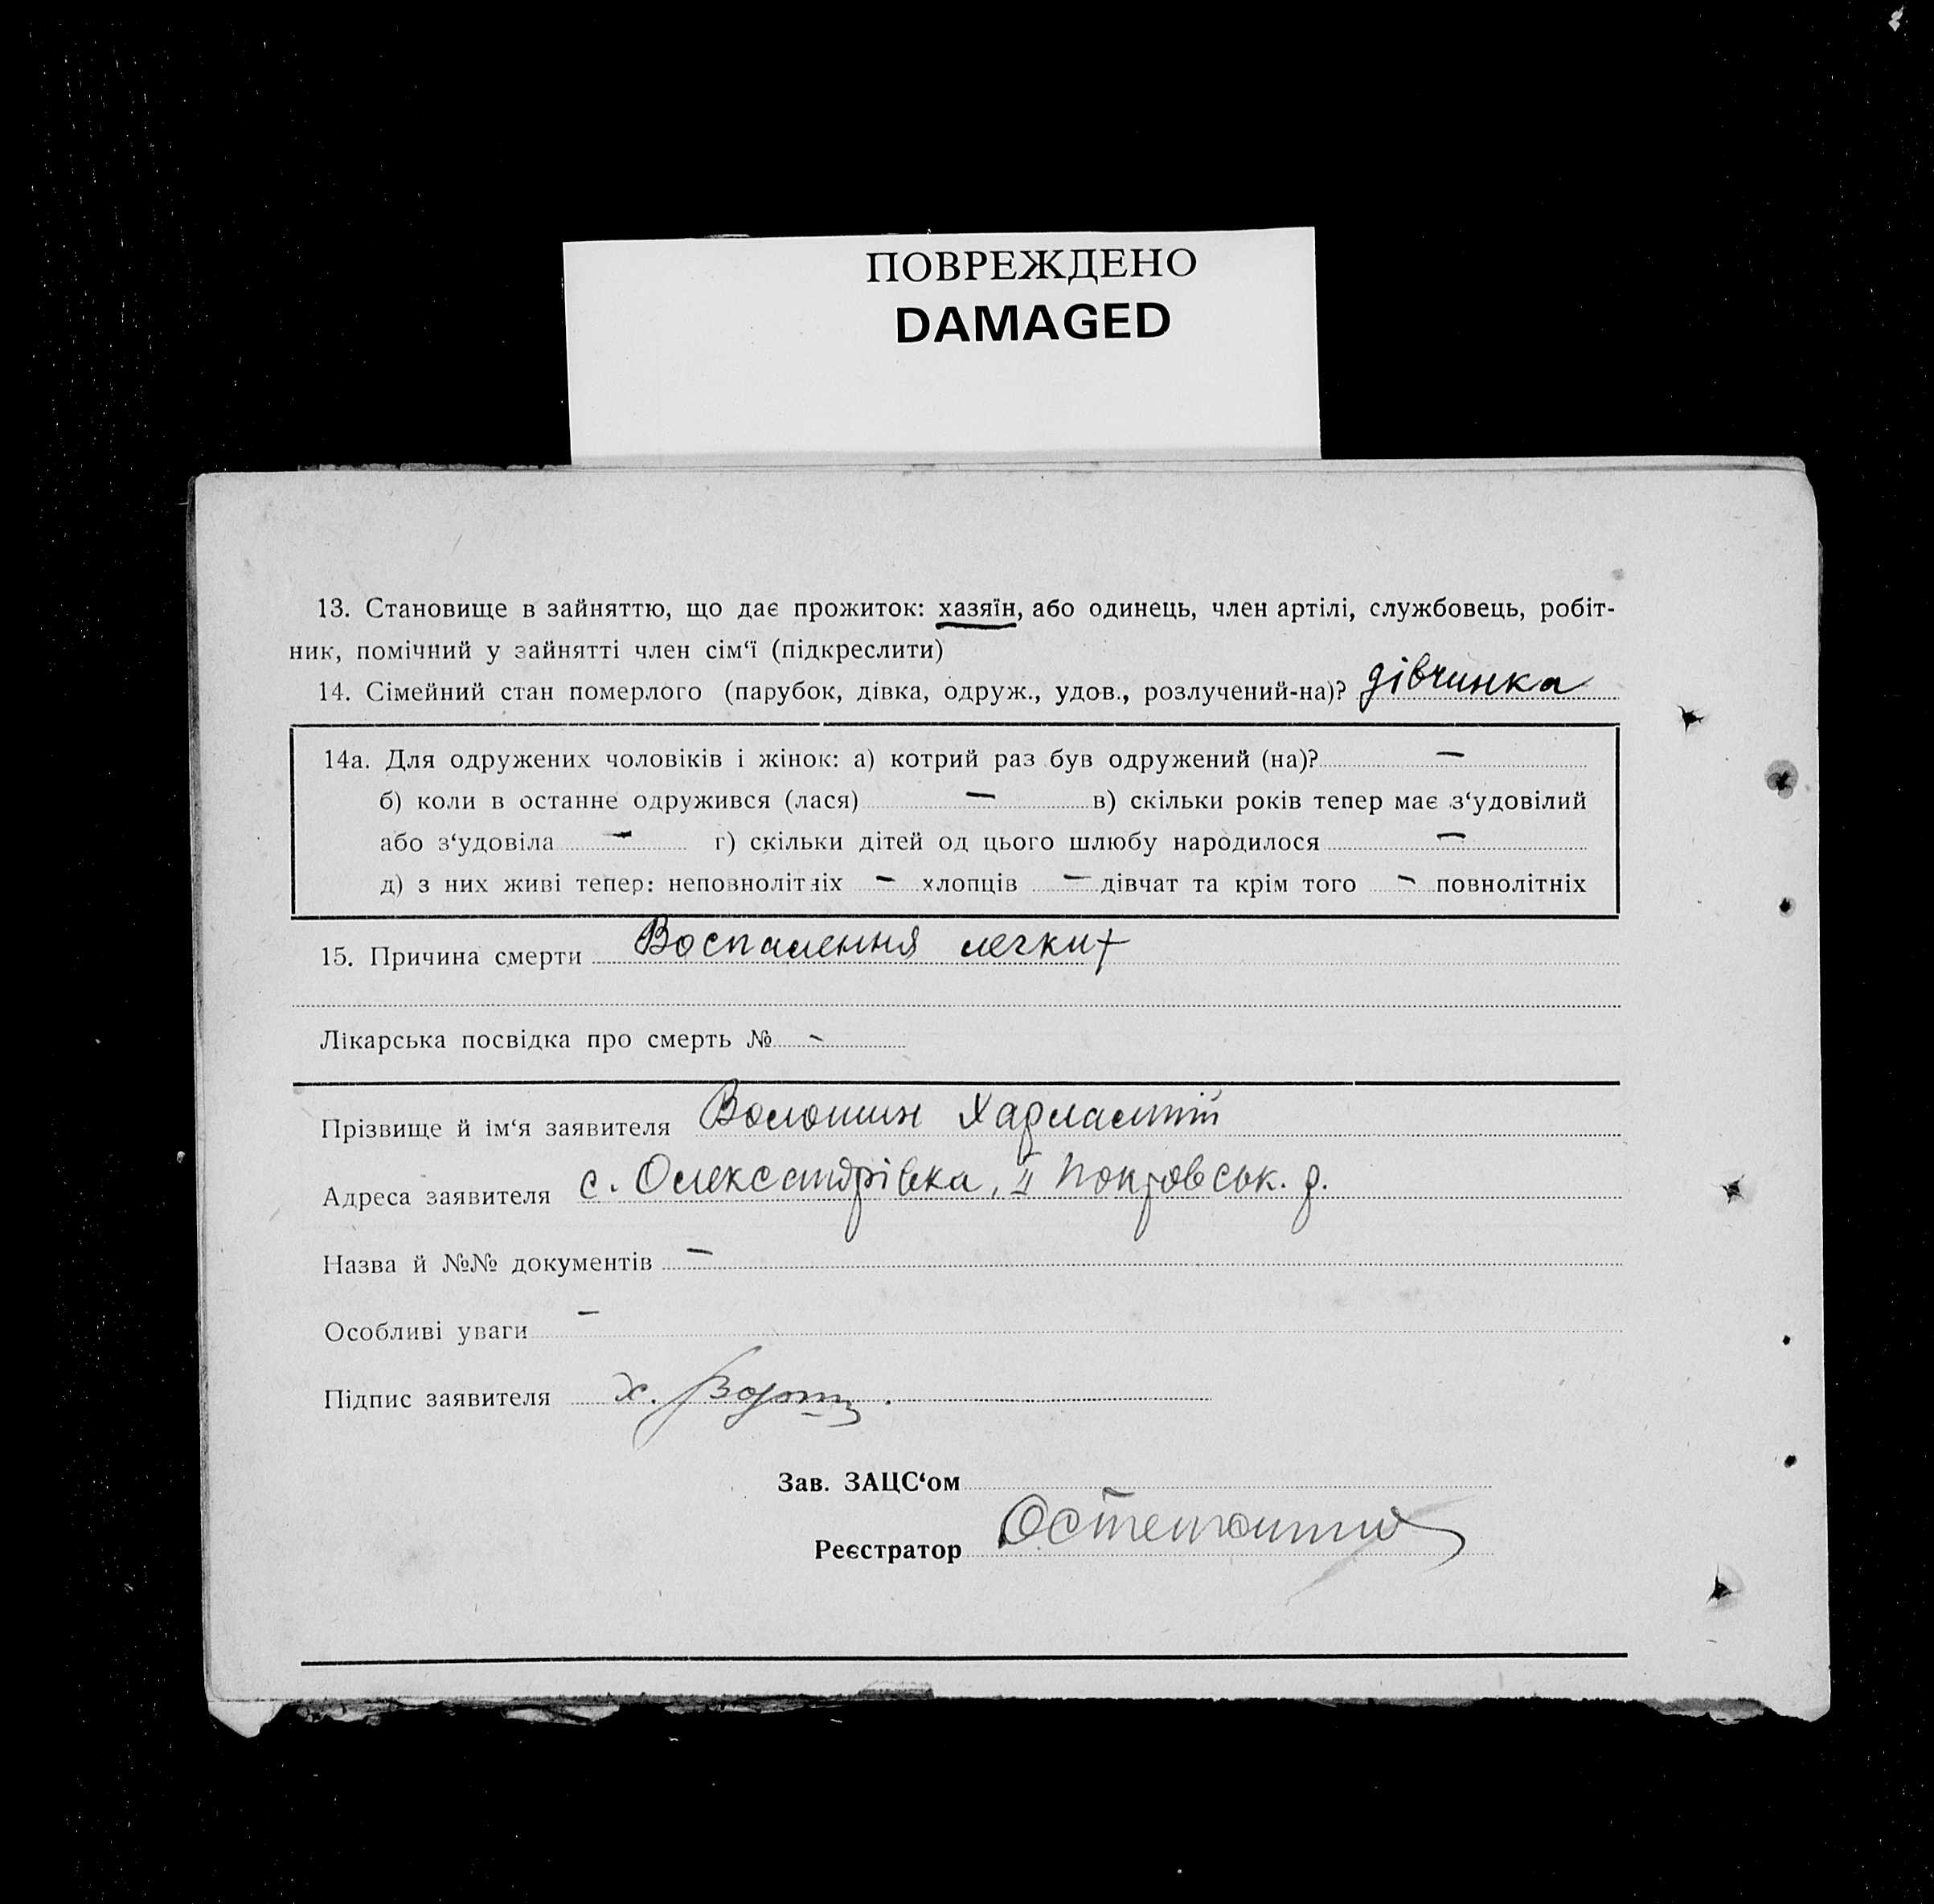 ПОВРЕЖДЕНО
DAMAGED
13. Становище в зайняттю, що дає прожиток: хазяїн, або одинець, член артілі, службовець, робіт-
ник, помічний у зайнятті член сім‘ї (підкреслити)
14. Сімейний стан померлого (парубок, дівка, одруж., удов., розлучений-на)? дівчинка
14а. Для одружених чоловіків і жінок: а) котрий раз був одружений (на)? —
б) коли в останнє одружився (лася) — в) скільки років тепер має з‘удовілий
або з‘удовіла — г) скільки дітей од цього шлюбу народилося —
д) з них живі тепер: неповнолітніх — хлопців — дівчат та крім того — повнолітніх
15. Причина смерти Воспалення легких
Лікарська посвідка про смерть № -
Прізвище й ім‘я заявителя Волошин Харлантій
Адреса заявителя с. Олександрівка, II Покровськ. р.
Назва й №№ документів —
Особливі уваги —
Підпис заявителя Х.
Зав. ЗАЦС‘ом
Реєстратор